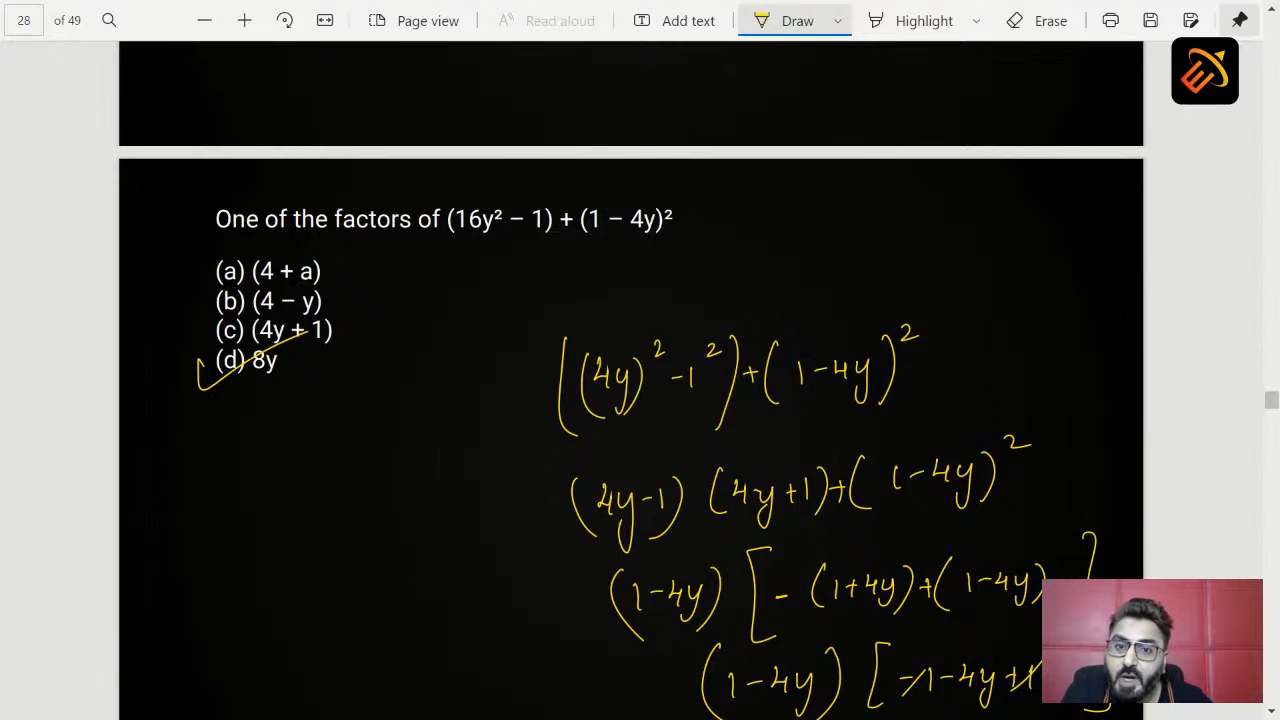 28 of 49 Page view Read aloud Add text Draw Highlight Erase
One of the factors of (16y² − 1) + (1 − 4y)²
(a) (4 + a)
(b) (4 − y)
(c) (4y + 1)
(d) 8y
((4y)² -1²) + (1-4y)²
(4y-1) (4y+1) + (1-4y)²
(1-4y) [- (1+4y) + (1-4y) ]
(1-4y) [-1-4y+1